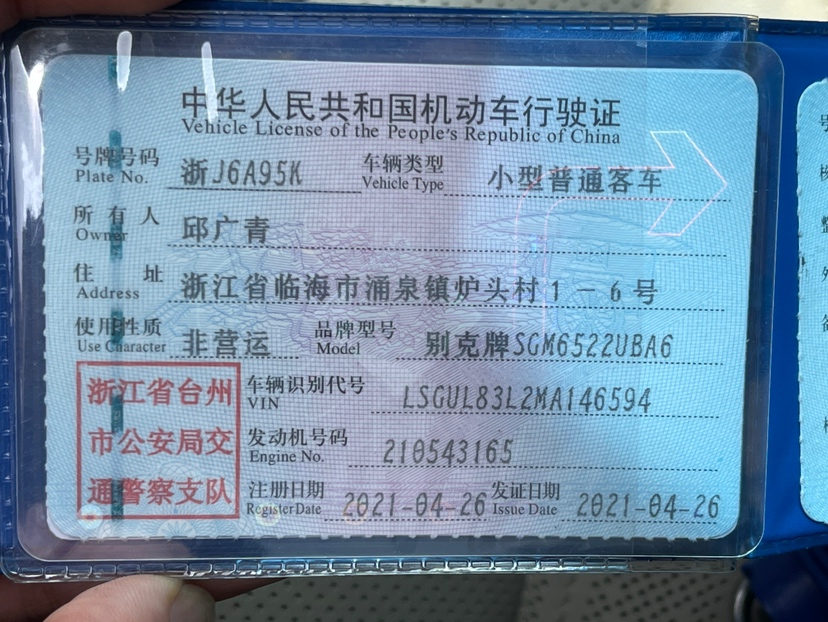 中华人民共和国机动车行驶证
Vehicle License of the People's Republic of China
号牌号码 浙J6A95K 车辆类型 小型普通客车
Plate No. Vehicle Type
所有人 邱广青
Owner
住址 浙江省临海市涌泉镇炉头村1-6号
Address
使用性质 非营运 品牌型号 别克牌SGM6522UBA6
Use Character Model
浙江省台州 车辆识别代号 LSGUL83L2MA146594
VIN
市公安局交 发动机号码 210543165
Engine No.
通警察支队 注册日期 2021-04-26 发证日期 2021-04-26
Register Date Issue Date